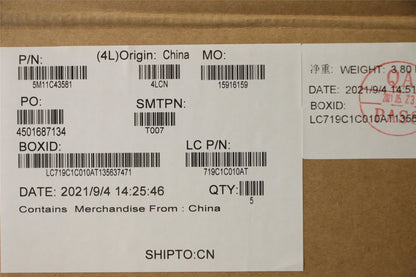 P/N:
(4L)Origin: China
MO:
5M11C43581
4LCN
15916159
PO:
SMTPN:
4501687134
T007
BOXID:
LC P/N:
LC719C1C010AT135637471
719C1C010AT
DATE: 2021/9/4 14:25:46
QTY:
5
Contains Merchandise From : China
SHIPTO:CN
净重: WEIGHT: 3.80
QA
DATE: 2021/9/4 14:51
BOXID:
LC719C1C010AT1356